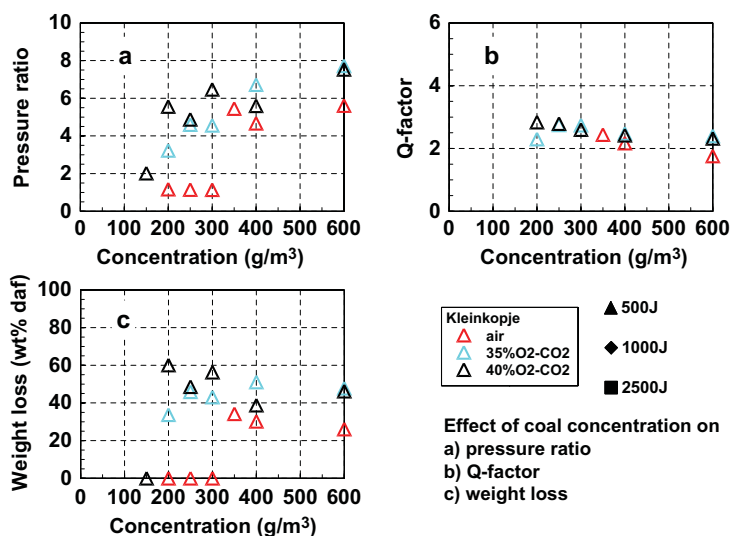 a
Pressure ratio
10
8
6
4
2
0
0 100 200 300 400 500 600
Concentration (g/m³)
b
Q-factor
6
4
2
0
0 100 200 300 400 500 600
Concentration (g/m³)
c
Weight loss (wt% daf)
100
80
60
40
20
0
0 100 200 300 400 500 600
Concentration (g/m³)
Kleinkopje
air
35%O2-CO2
40%O2-CO2
500J
1000J
2500J
Effect of coal concentration on
a) pressure ratio
b) Q-factor
c) weight loss